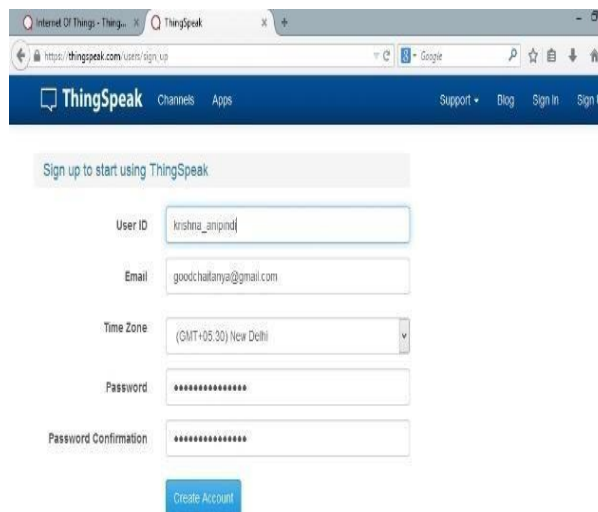 Internet Of Things - Thing... x ThingSpeak x +
https://thingspeak.com/users/sign_up Google
ThingSpeak Channels Apps Support Blog Sign In Sign
Sign up to start using ThingSpeak
User ID krishna_anipindi
Email goodchaitanya@gmail.com
Time Zone (GMT+05:30) New Delhi
Password •••••••••••••••
Password Confirmation •••••••••••••••
Create Account